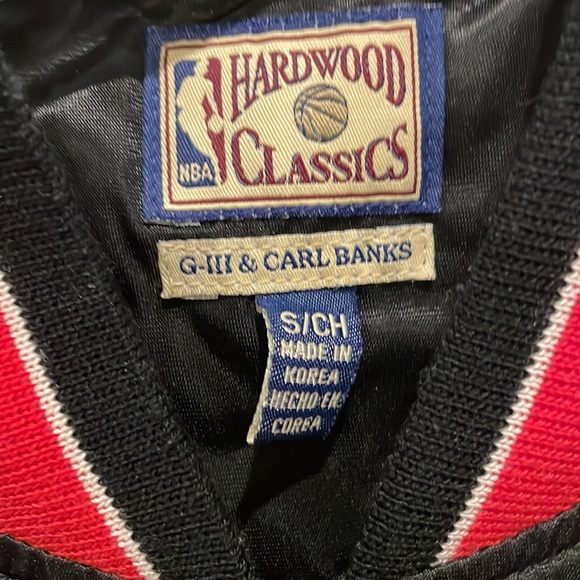 HARDWOOD
NBA
CLASSICS
G-III & CARL BANKS
S/CH
MADE IN
KOREA
HECHO EN
COREA